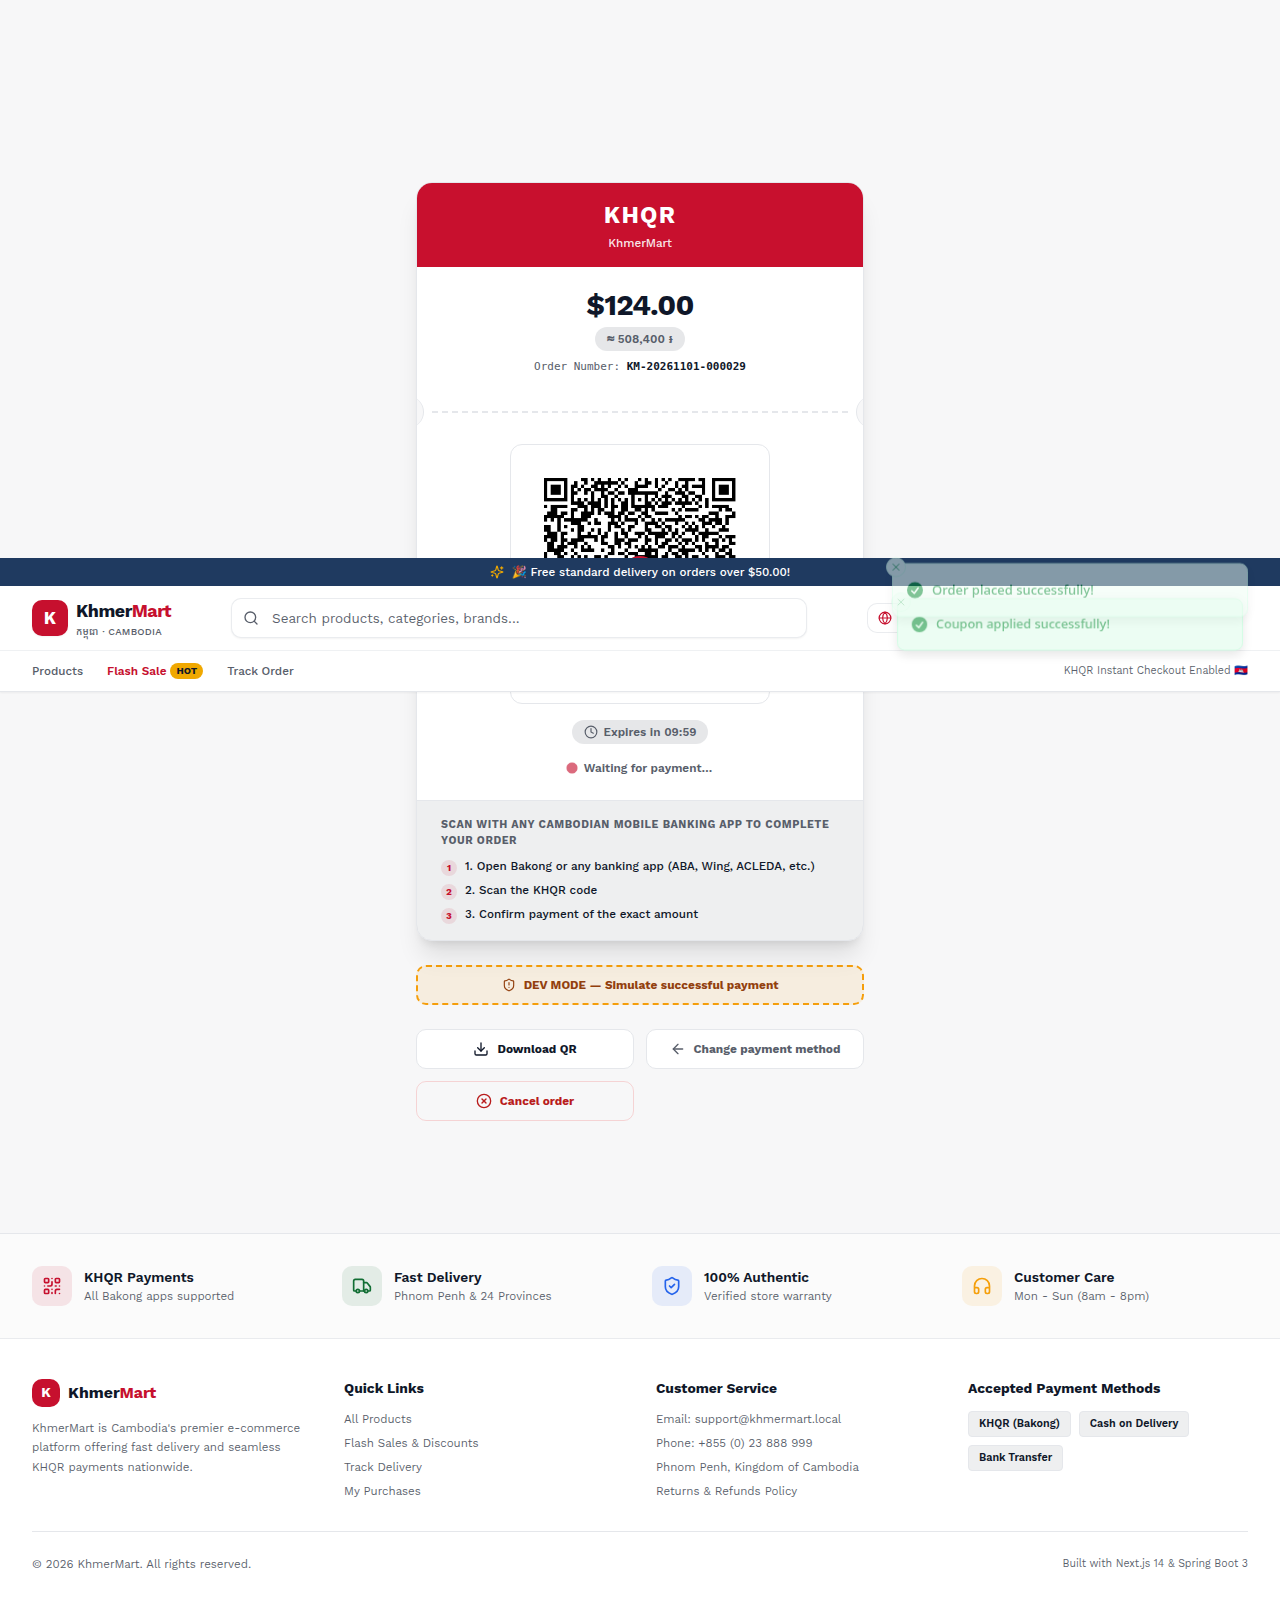 KHQR
KhmerMart
$124.00
≈ 508,400 ៛
Order Number: KM-20261101-000029
✨ 🎉 Free standard delivery on orders over $50.00!
Order placed successfully!
K KhmerMart
កម្ពុជា · CAMBODIA
Search products, categories, brands...
Coupon applied successfully!
Products
Flash Sale HOT
Track Order
KHQR Instant Checkout Enabled 🇰🇭
Expires in 09:59
Waiting for payment...
SCAN WITH ANY CAMBODIAN MOBILE BANKING APP TO COMPLETE
YOUR ORDER
1 1. Open Bakong or any banking app (ABA, Wing, ACLEDA, etc.)
2 2. Scan the KHQR code
3 3. Confirm payment of the exact amount
DEV MODE — Simulate successful payment
Download QR
Change payment method
Cancel order
KHQR Payments
All Bakong apps supported
Fast Delivery
Phnom Penh & 24 Provinces
100% Authentic
Verified store warranty
Customer Care
Mon - Sun (8am - 8pm)
K KhmerMart
KhmerMart is Cambodia's premier e-commerce
platform offering fast delivery and seamless
KHQR payments nationwide.
Quick Links
All Products
Flash Sales & Discounts
Track Delivery
My Purchases
Customer Service
Email: support@khmermart.local
Phone: +855 (0) 23 888 999
Phnom Penh, Kingdom of Cambodia
Returns & Refunds Policy
Accepted Payment Methods
KHQR (Bakong)
Cash on Delivery
Bank Transfer
© 2026 KhmerMart. All rights reserved.
Built with Next.js 14 & Spring Boot 3